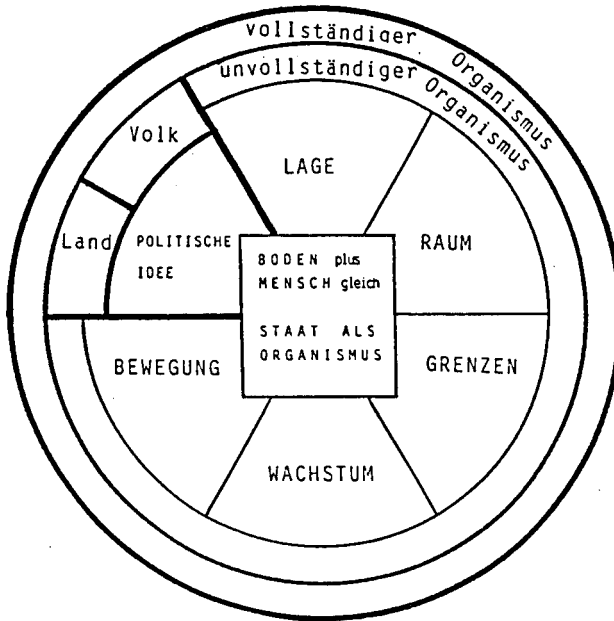 vollständiger Organismus
unvollständiger Organismus
Volk
Land
POLITISCHE
IDEE
LAGE
RAUM
BODEN plus
MENSCH gleich
STAAT ALS
ORGANISMUS
BEWEGUNG
GRENZEN
WACHSTUM